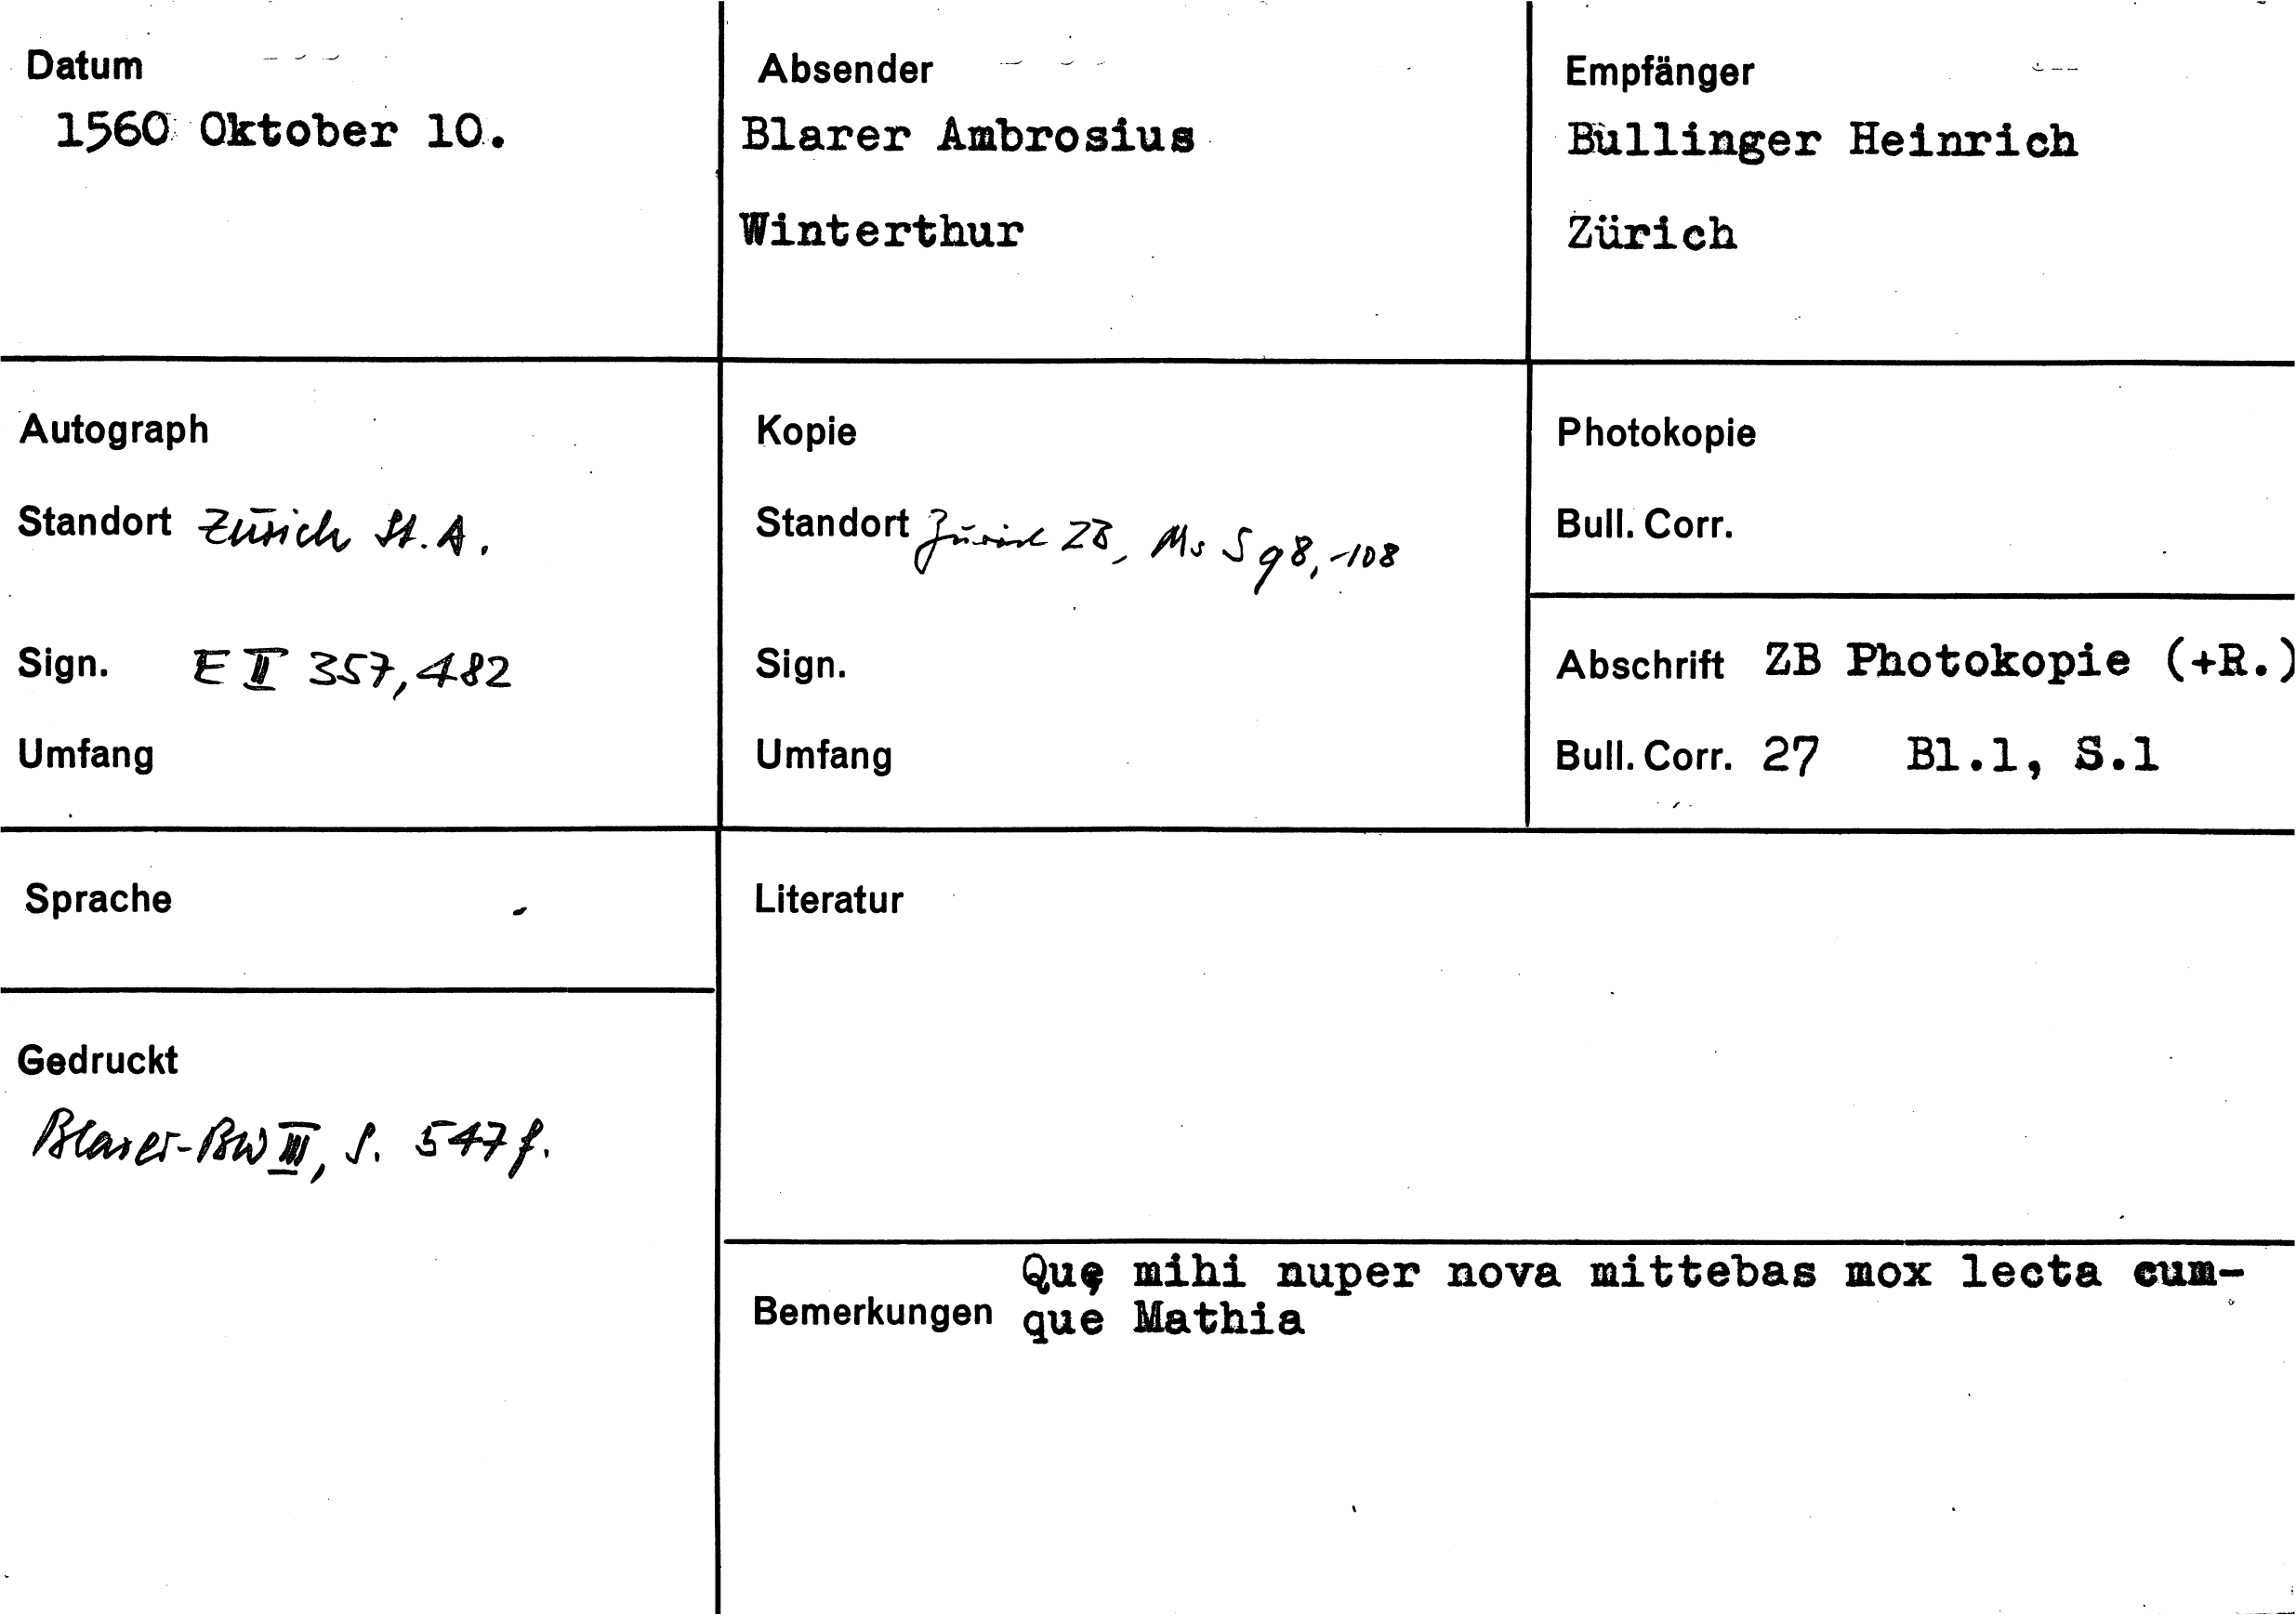 Datum
1560 Oktober 10.
Absender
Blarer Ambrosius
Winterthur
Empfänger
Bullinger Heinrich
Zürich
Autograph
Standort Zürich St. A.
Sign. E II 357, 482
Umfang
Kopie
Standort Zürich ZB, Ms S 98, -108
Sign.
Umfang
Photokopie
Bull. Corr.
Abschrift ZB Photokopie (+R.)
Bull. Corr. 27 Bl.1, S.1
Sprache
Gedruckt
Blarer-BW III, S. 547 f.
Literatur
Bemerkungen
Quę mihi nuper nova mittebas mox lecta cum-
que Mathia